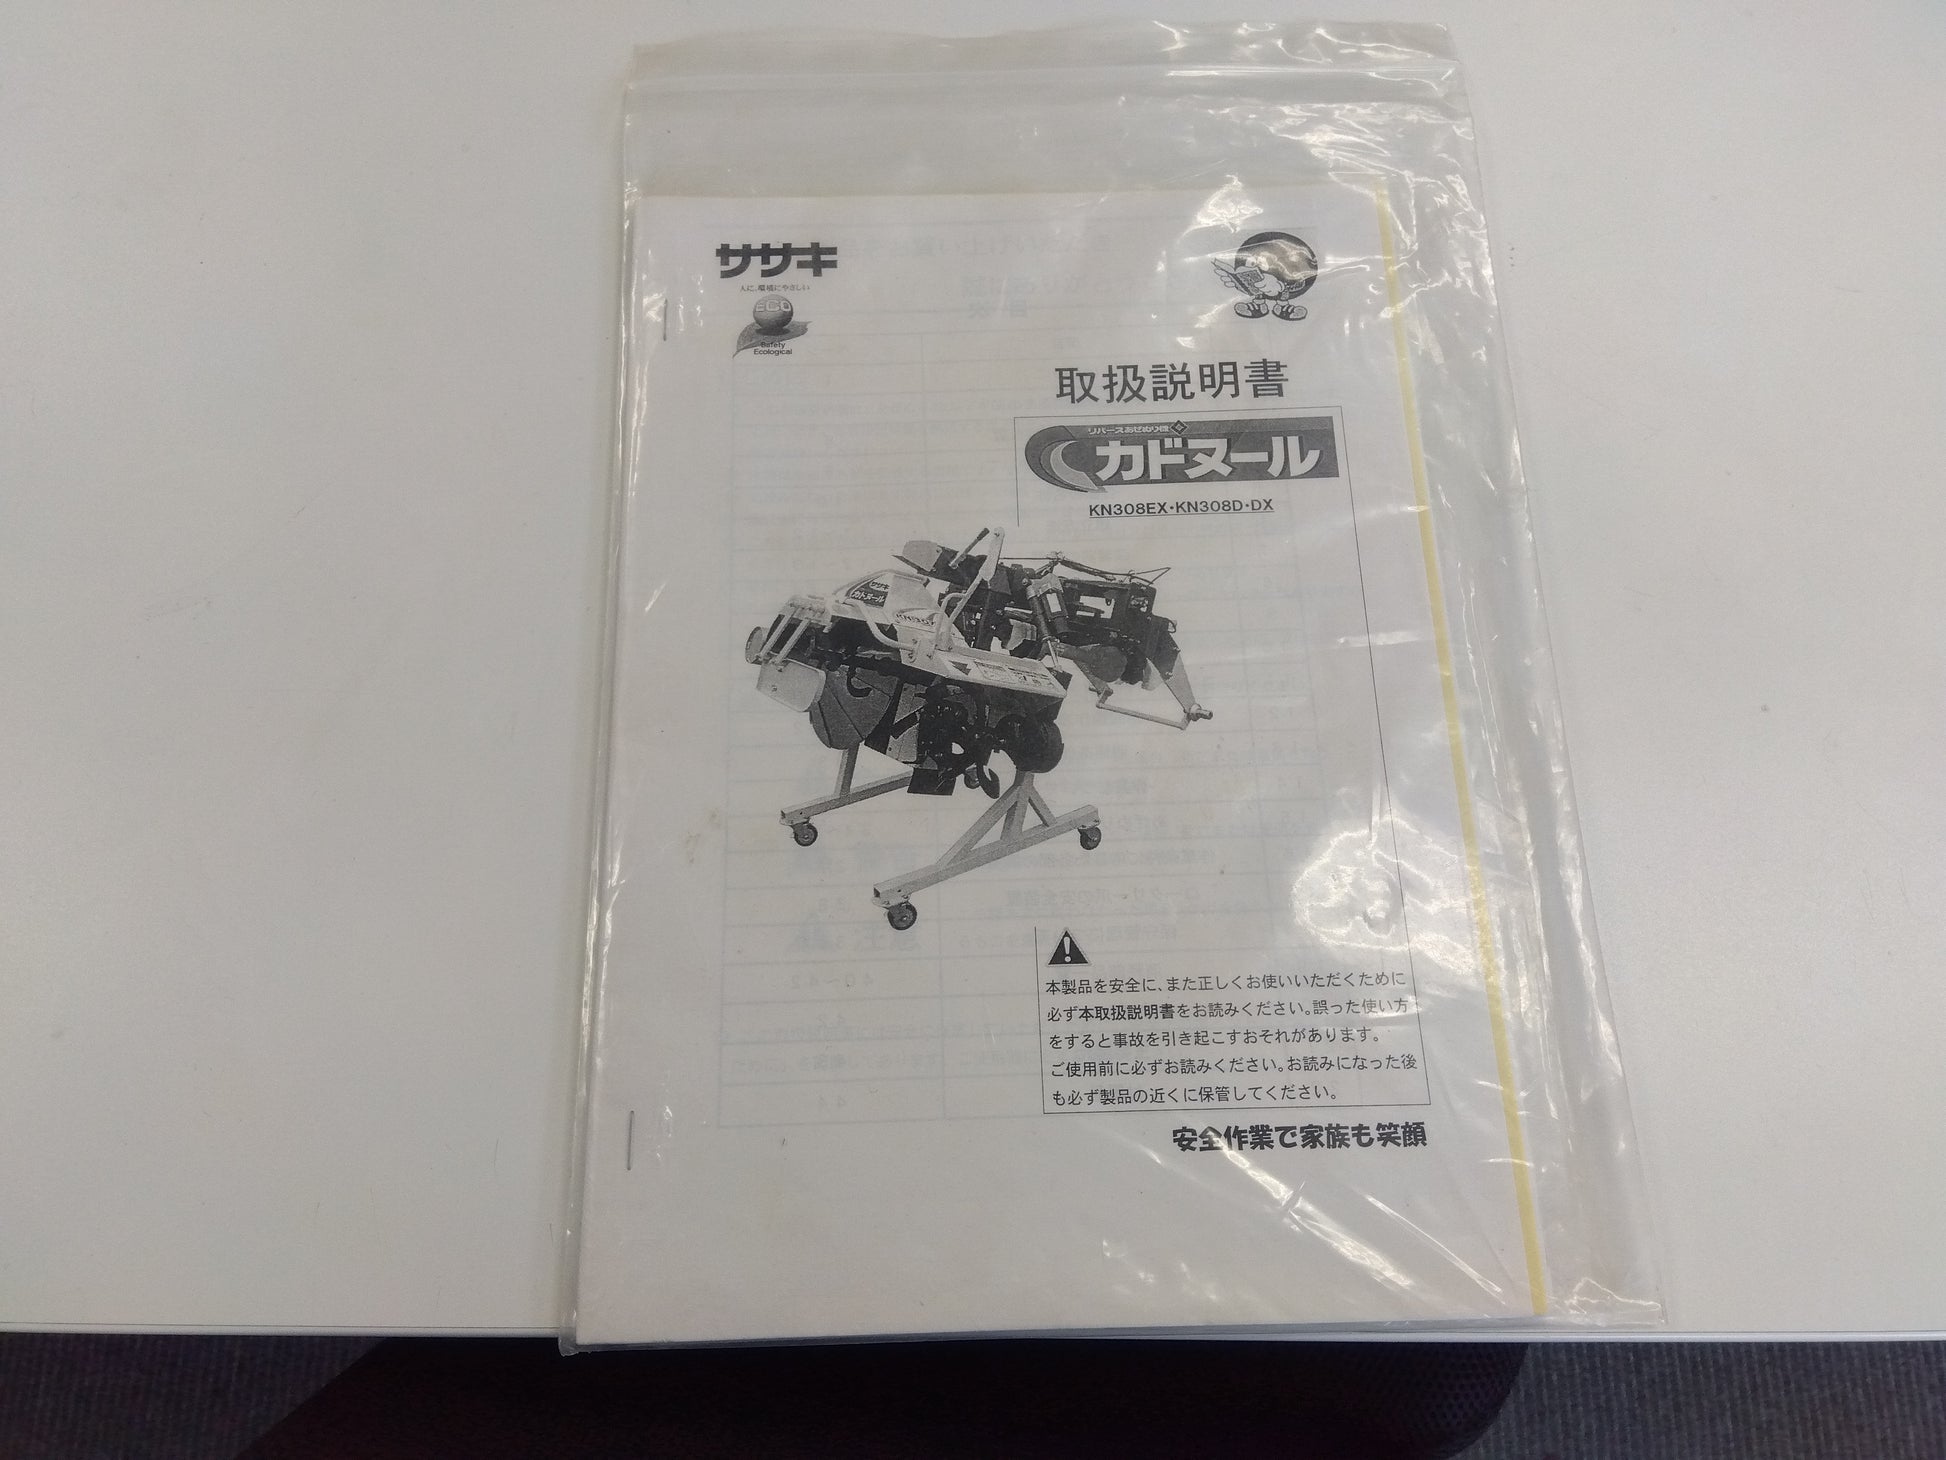 ササキ
人に、環境にやさしい
ECO
Safety
Ecological
取扱説明書
リバースあぜぬり機
カドヌール
KN308EX・KN308D・DX
ササキ
カドヌール
本製品を安全に、また正しくお使いいただくために
必ず本取扱説明書をお読みください。誤った使い方
をすると事故を引き起こすおそれがあります。
ご使用前に必ずお読みください。お読みになった後
も必ず製品の近くに保管してください。
安全作業で家族も笑顔